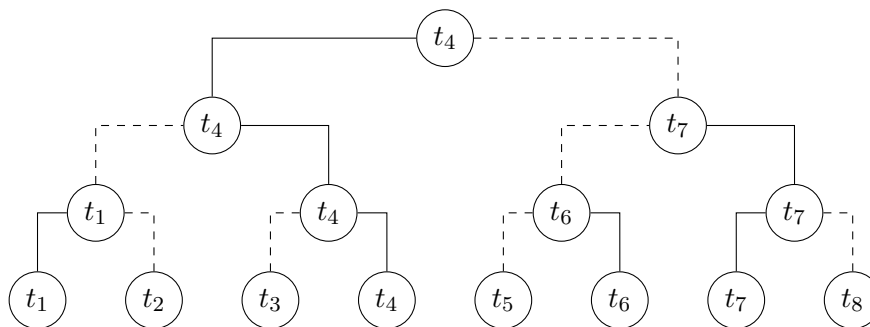 t₄
t₄ t₇
t₁ t₄ t₆ t₇
t₁ t₂ t₃ t₄ t₅ t₆ t₇ t₈